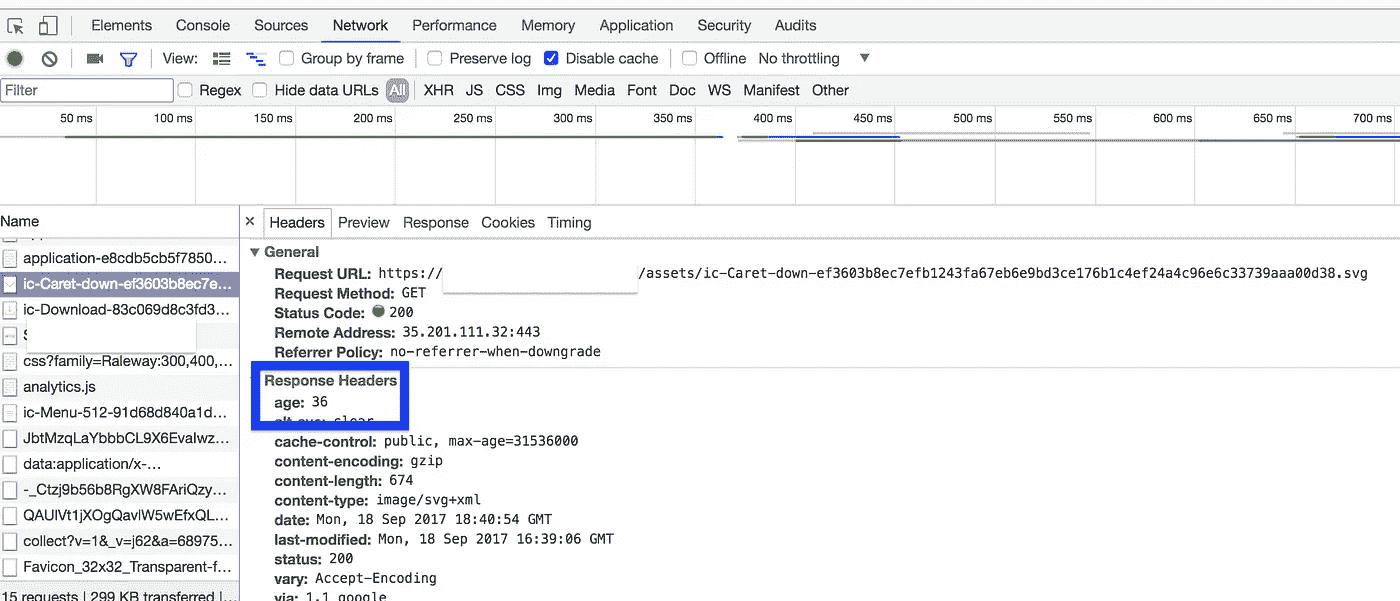 Elements Console Sources Network Performance Memory Application Security Audits
View: Group by frame Preserve log Disable cache Offline No throttling
Filter Regex Hide data URLs All XHR JS CSS Img Media Font Doc WS Manifest Other
50 ms 100 ms 150 ms 200 ms 250 ms 300 ms 350 ms 400 ms 450 ms 500 ms 550 ms 600 ms 650 ms 700 ms
Name
application-e8cdb5cb5f7850...
ic-Caret-down-ef3603b8ec7e...
ic-Download-83c069d8c3fd3...
css?family=Raleway:300,400,...
analytics.js
ic-Menu-512-91d68d840a1d...
JbtMzqLaYbbbCL9X6EvaIwz...
data:application/x-...
-_Ctzj9b56b8RgXW8FAriQzy...
QAUlVt1jXOgQavlW5wEfxQL...
collect?v=1&_v=j62&a=68975...
Favicon_32x32_Transparent-f...
15 requests | 299 KB transferred |...
× Headers Preview Response Cookies Timing
General
Request URL: https:// /assets/ic-Caret-down-ef3603b8ec7efb1243fa67eb6e9bd3ce176b1c4ef24a4c96e6c33739aaa00d38.svg
Request Method: GET
Status Code: 200
Remote Address: 35.201.111.32:443
Referrer Policy: no-referrer-when-downgrade
Response Headers
age: 36
alt-svc: clear
cache-control: public, max-age=31536000
content-encoding: gzip
content-length: 674
content-type: image/svg+xml
date: Mon, 18 Sep 2017 18:40:54 GMT
last-modified: Mon, 18 Sep 2017 16:39:06 GMT
status: 200
vary: Accept-Encoding
via: 1.1 google